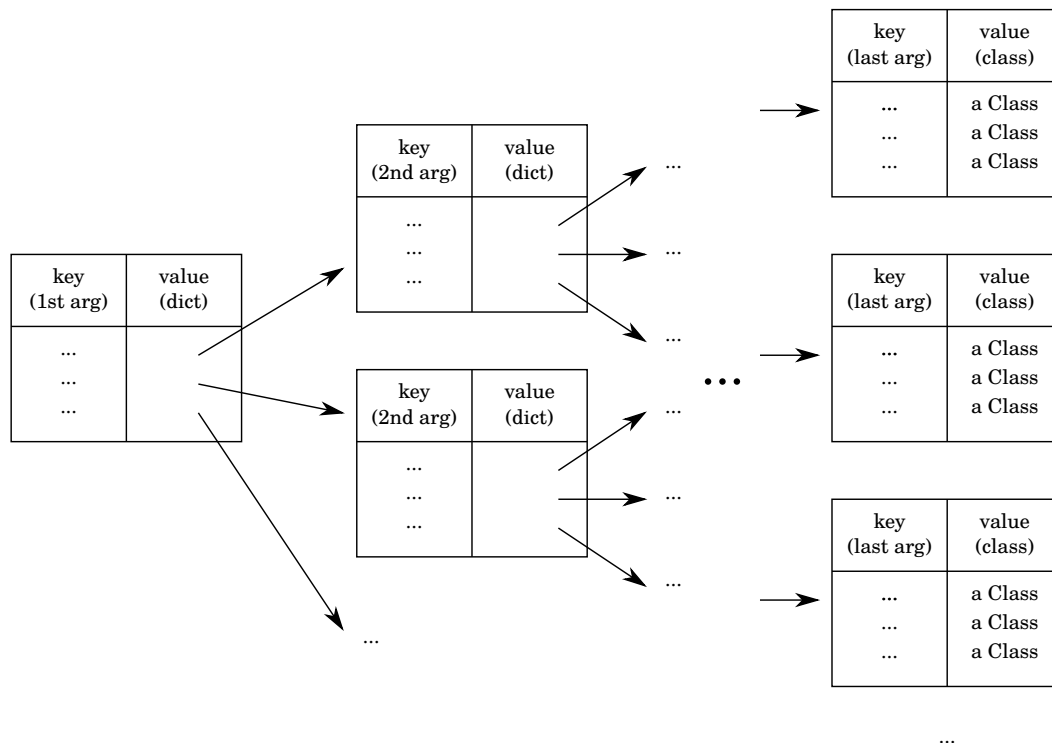 key value
(1st arg) (dict)
...
...
...
key value
(2nd arg) (dict)
...
...
...
key value
(2nd arg) (dict)
...
...
...
...
...
...
...
...
...
...
...
...
key value
(last arg) (class)
... a Class
... a Class
... a Class
key value
(last arg) (class)
... a Class
... a Class
... a Class
key value
(last arg) (class)
... a Class
... a Class
... a Class
...